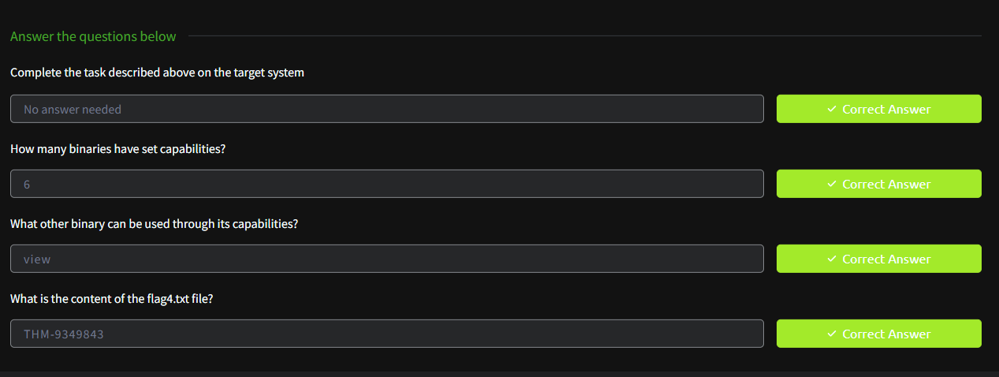 Answer the questions below
Complete the task described above on the target system
No answer needed
✓ Correct Answer
How many binaries have set capabilities?
6
✓ Correct Answer
What other binary can be used through its capabilities?
view
✓ Correct Answer
What is the content of the flag4.txt file?
THM-9349843
✓ Correct Answer